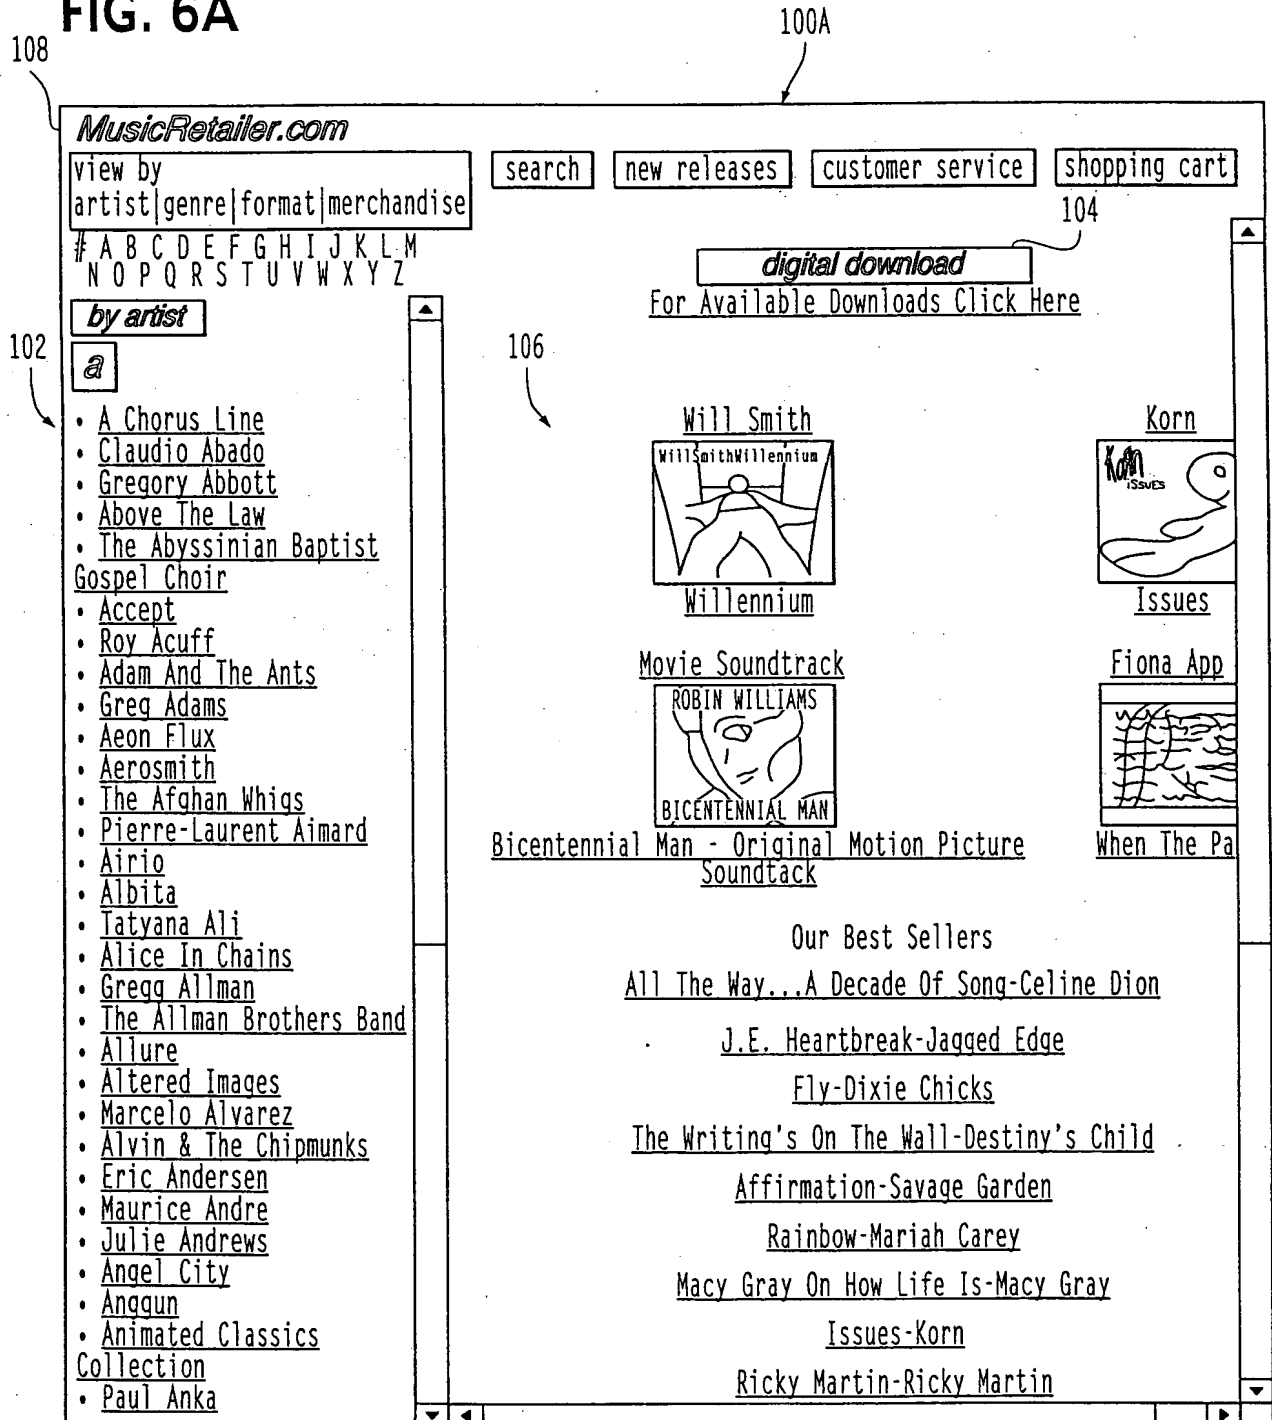 FIG. 6A
100A
108
MusicRetailer.com
view by
artist|genre|format|merchandise
search
new releases
customer service
shopping cart
# A B C D E F G H I J K L M
N O P Q R S T U V W X Y Z
104
digital download
For Available Downloads Click Here
by artist
102
a
• A Chorus Line
• Claudio Abado
• Gregory Abbott
• Above The Law
• The Abyssinian Baptist
Gospel Choir
• Accept
• Roy Acuff
• Adam And The Ants
• Greg Adams
• Aeon Flux
• Aerosmith
• The Afghan Whigs
• Pierre-Laurent Aimard
• Airio
• Albita
• Tatyana Ali
• Alice In Chains
• Gregg Allman
• The Allman Brothers Band
• Allure
• Altered Images
• Marcelo Alvarez
• Alvin & The Chipmunks
• Eric Andersen
• Maurice Andre
• Julie Andrews
• Angel City
• Anggun
• Animated Classics
Collection
• Paul Anka
106
Will Smith
WillSmithWillennium
Willennium
Korn
Korn
ISSUES
Issues
Movie Soundtrack
ROBIN WILLIAMS
BICENTENNIAL MAN
Bicentennial Man - Original Motion Picture
Soundtack
Fiona App
When The Pa
Our Best Sellers
All The Way...A Decade Of Song-Celine Dion
J.E. Heartbreak-Jagged Edge
Fly-Dixie Chicks
The Writing's On The Wall-Destiny's Child
Affirmation-Savage Garden
Rainbow-Mariah Carey
Macy Gray On How Life Is-Macy Gray
Issues-Korn
Ricky Martin-Ricky Martin